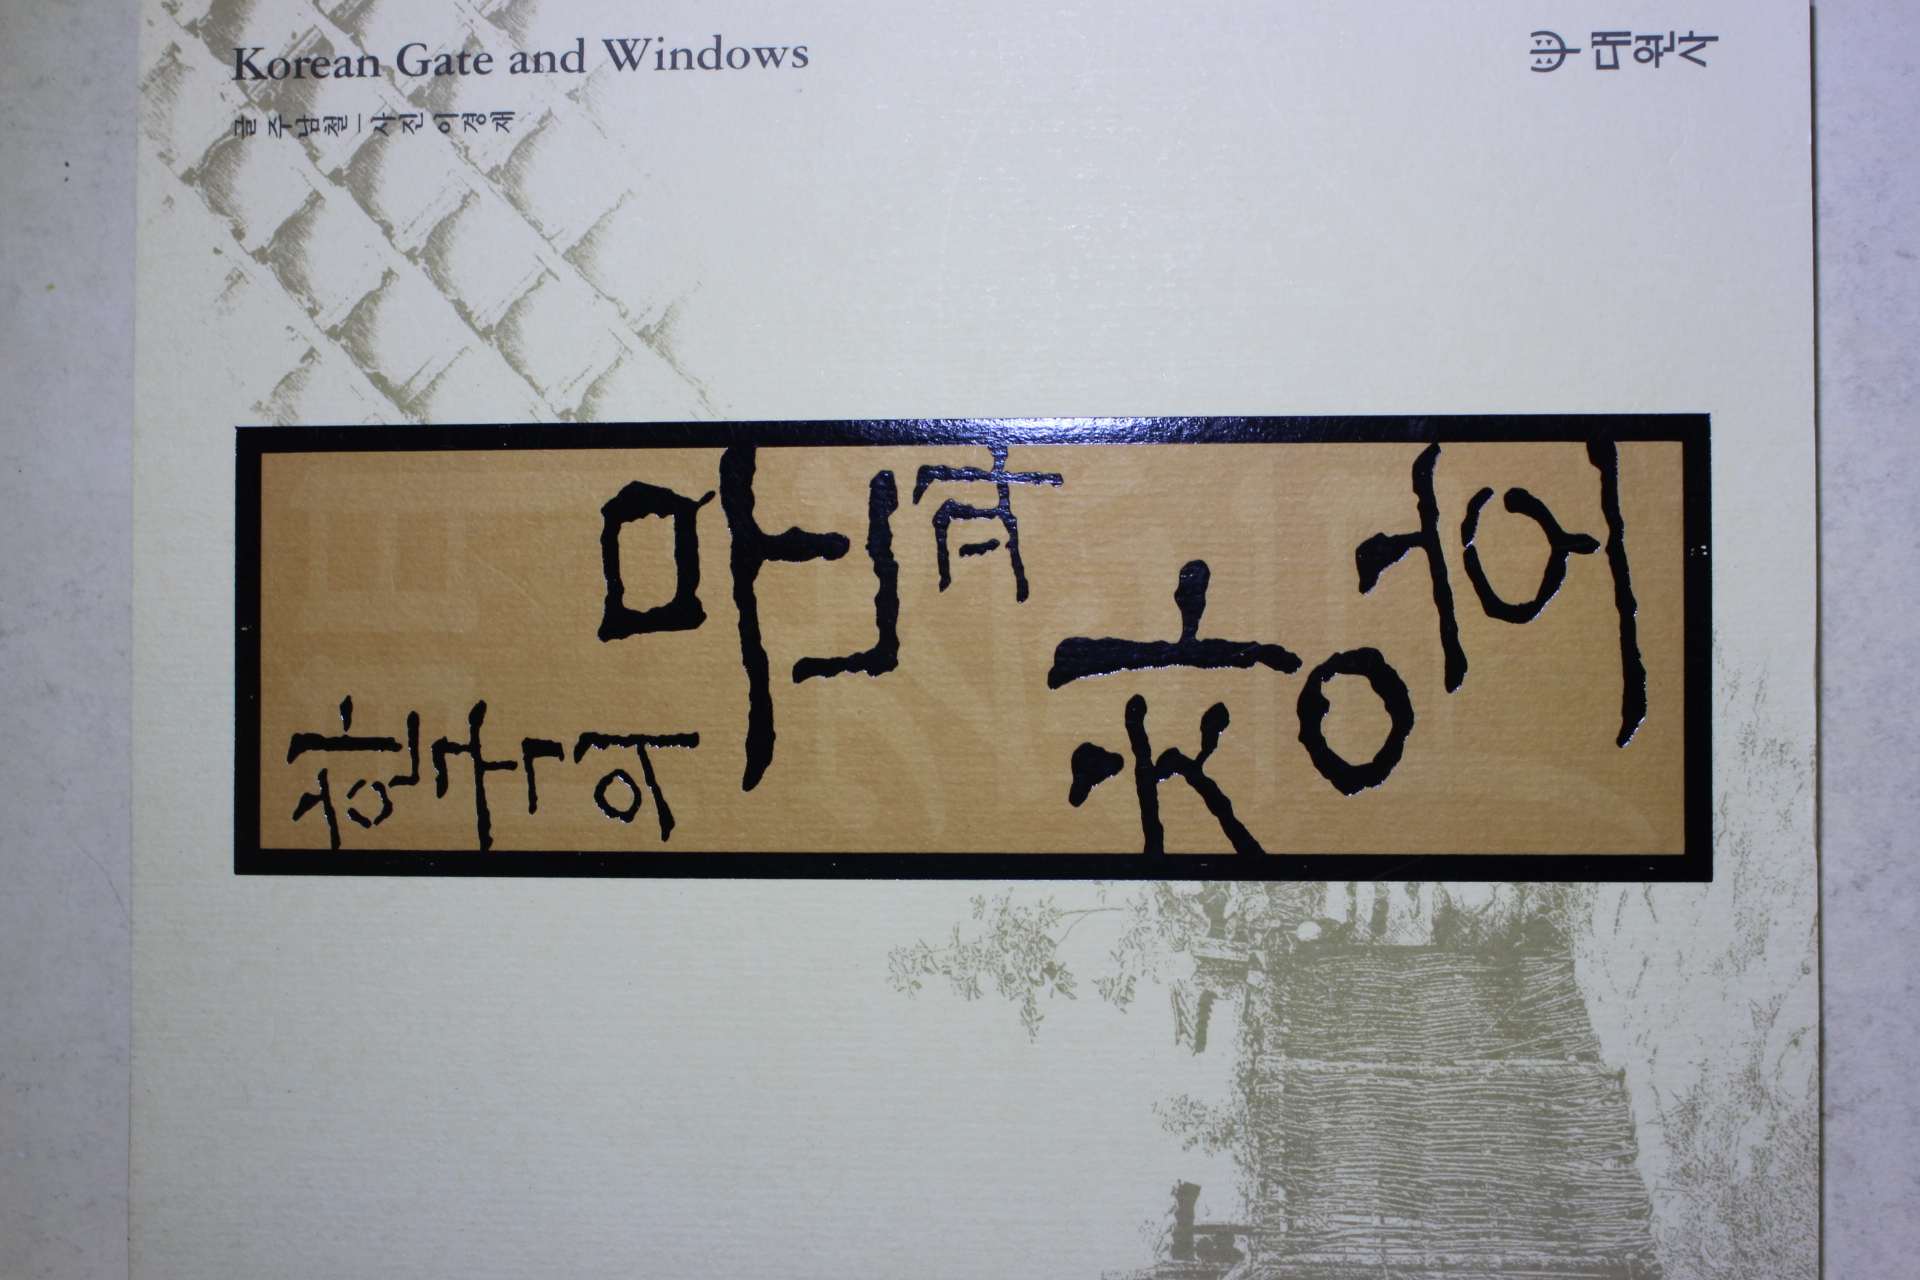 Korean Gate and Windows
글 주남철 | 사진 이경재
한국의 문과 창호
대원사